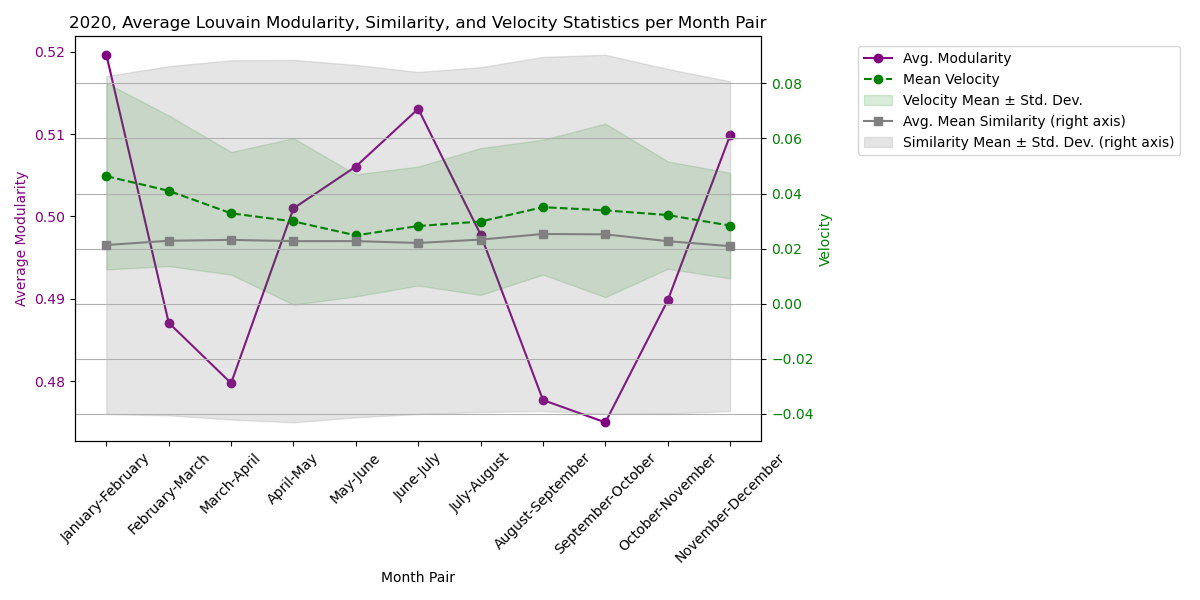 2020, Average Louvain Modularity, Similarity, and Velocity Statistics per Month Pair
0.52
0.51
0.50
0.49
0.48
Average Modularity
0.08
0.06
0.04
0.02
0.00
−0.02
−0.04
Velocity
Avg. Modularity
Mean Velocity
Velocity Mean ± Std. Dev.
Avg. Mean Similarity (right axis)
Similarity Mean ± Std. Dev. (right axis)
January-February
February-March
March-April
April-May
May-June
June-July
July-August
August-September
September-October
October-November
November-December
Month Pair